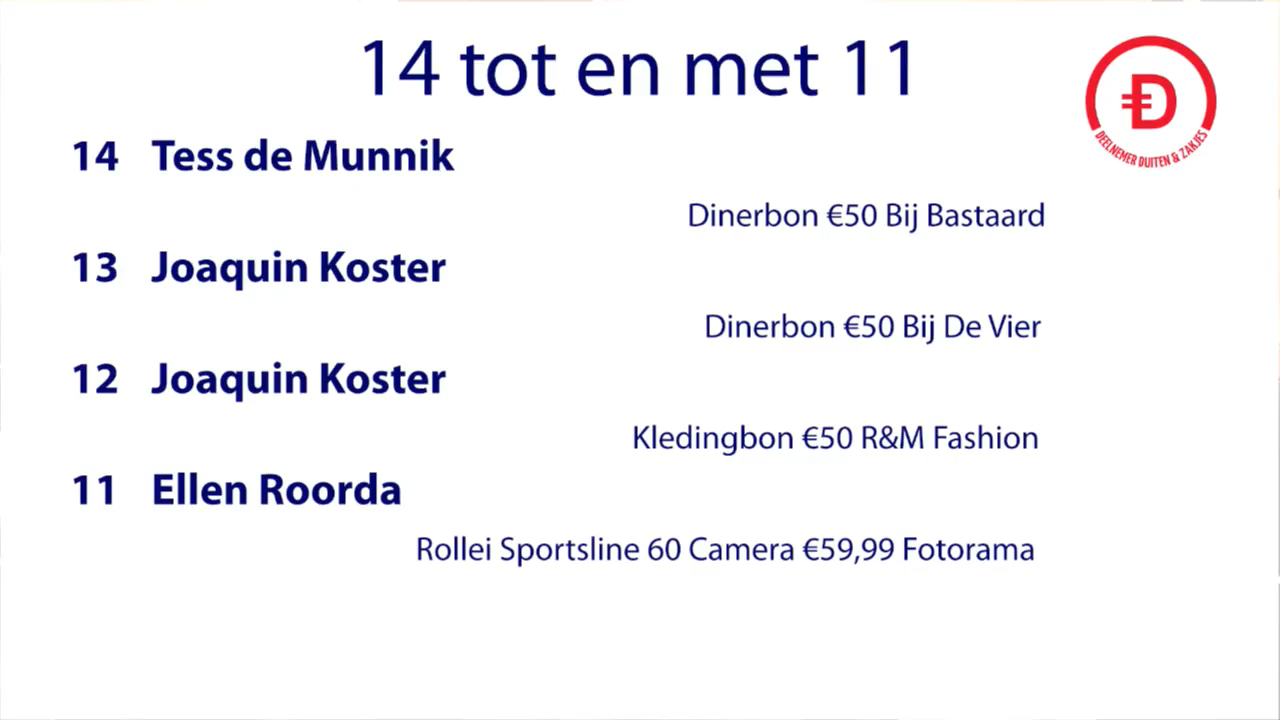 14 tot en met 11
Đ
DEELNEMER DUITEN & ZAKJES
14 Tess de Munnik
Dinerbon €50 Bij Bastaard
13 Joaquin Koster
Dinerbon €50 Bij De Vier
12 Joaquin Koster
Kledingbon €50 R&M Fashion
11 Ellen Roorda
Rollei Sportsline 60 Camera €59,99 Fotorama